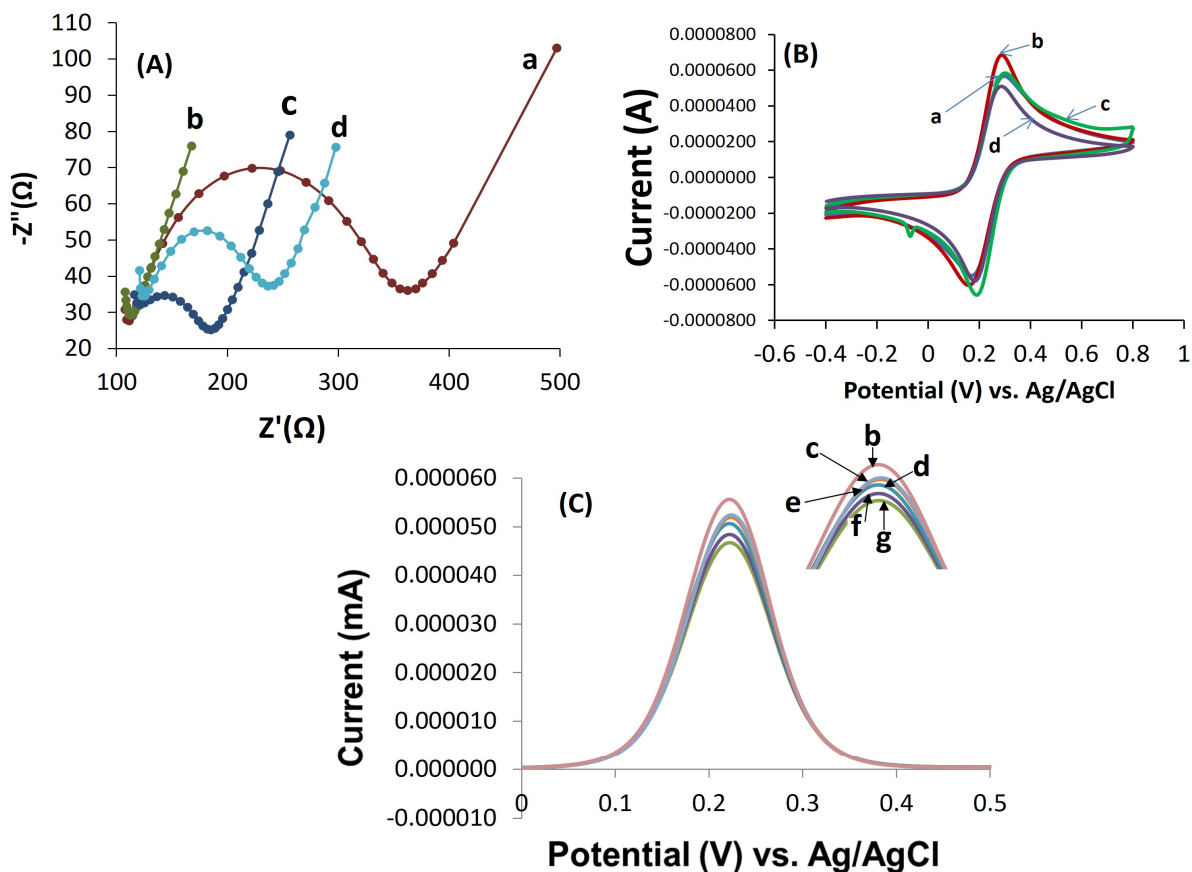 (A)
110
100
90
80
70
60
50
40
30
20
-Z"(Ω)
a
b
c
d
100
200
300
400
500
Z'(Ω)
(B)
0.0000800
0.0000600
0.0000400
0.0000200
0.0000000
-0.0000200
-0.0000400
-0.0000600
-0.0000800
Current (A)
b
a
c
d
-0.6
-0.4
-0.2
0
0.2
0.4
0.6
0.8
1
Potential (V) vs. Ag/AgCl
(C)
0.000060
0.000050
0.000040
0.000030
0.000020
0.000010
0.000000
-0.000010
Current (mA)
b
c
d
e
f
g
0
0.1
0.2
0.3
0.4
0.5
Potential (V) vs. Ag/AgCl